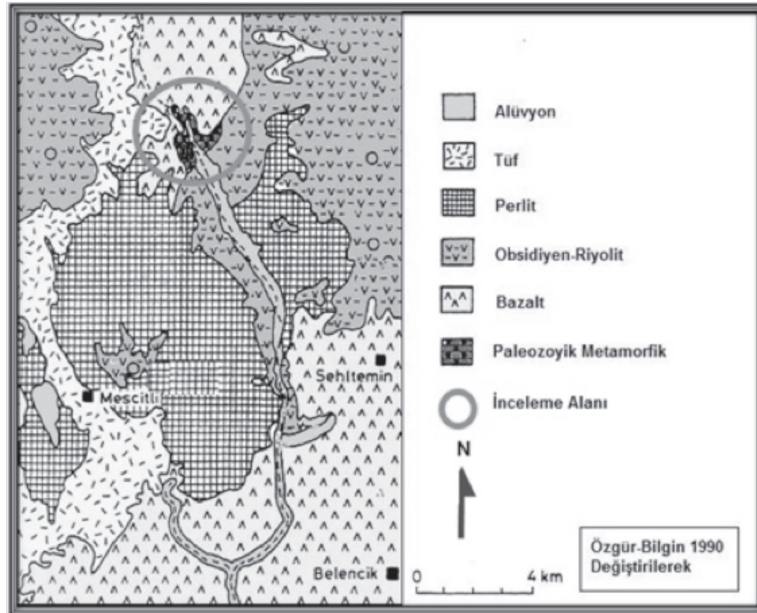 Alüvyon
Tüf
Perlit
Obsidiyen-Riyolit
Bazalt
Paleozoyik Metamorfik
İnceleme Alanı
N
0 4 km
Özgür-Bilgin 1990
Değiştirilerek
Sehitemin
Mescitli
Belencik